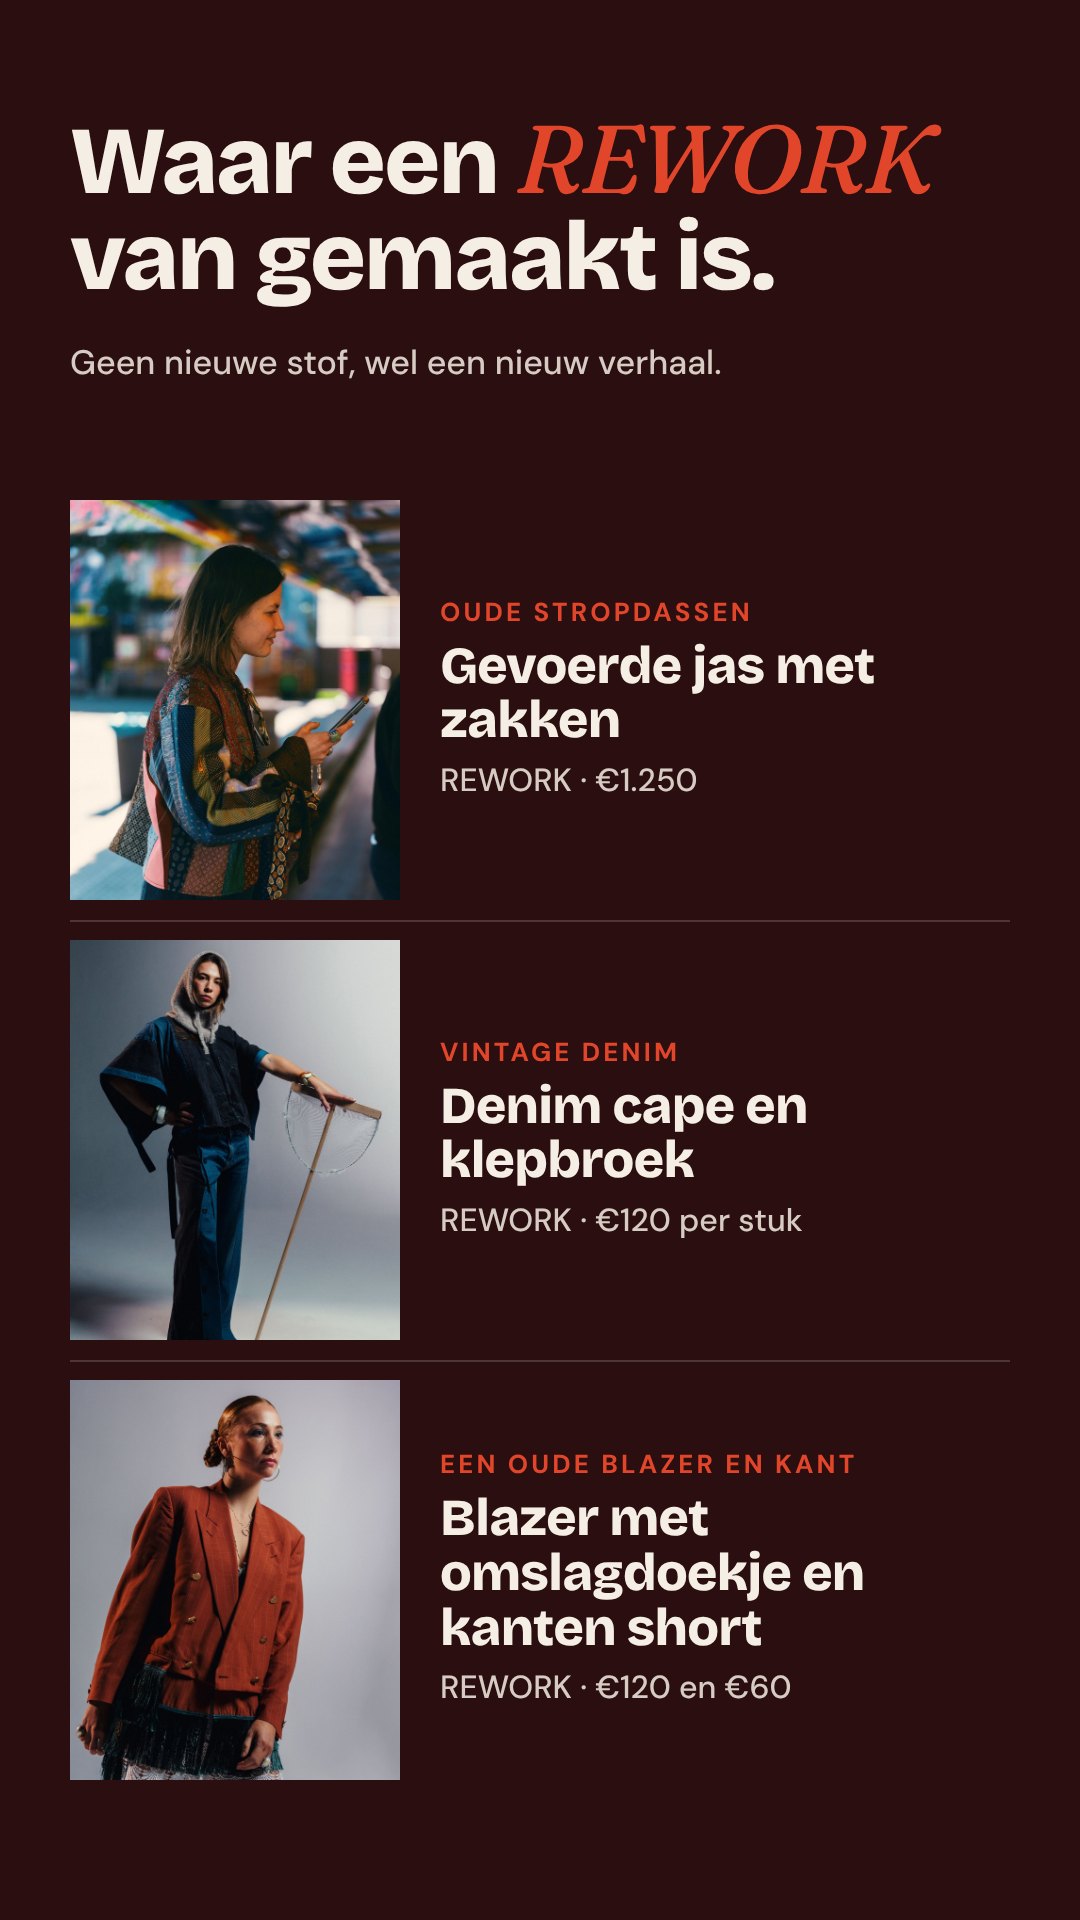 Waar een REWORK
van gemaakt is.
Geen nieuwe stof, wel een nieuw verhaal.
OUDE STROPDASSEN
Gevoerde jas met
zakken
REWORK · €1.250
VINTAGE DENIM
Denim cape en
klepbroek
REWORK · €120 per stuk
EEN OUDE BLAZER EN KANT
Blazer met
omslagdoekje en
kanten short
REWORK · €120 en €60